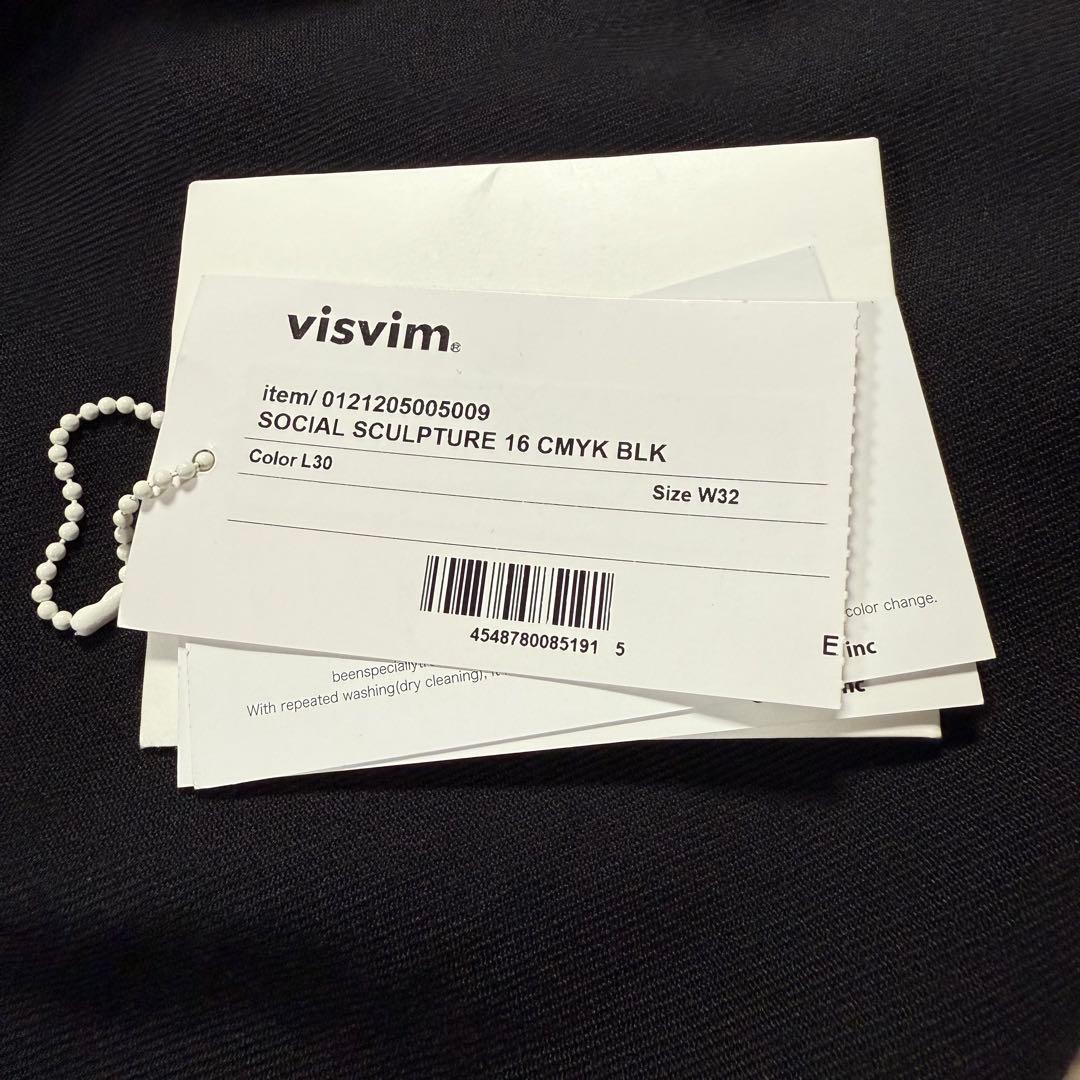 visvim®
item/ 0121205005009
SOCIAL SCULPTURE 16 CMYK BLK
Color L30
Size W32
4548780085191 5
color change.
E inc
nc
With repeated washing(dry cleaning),